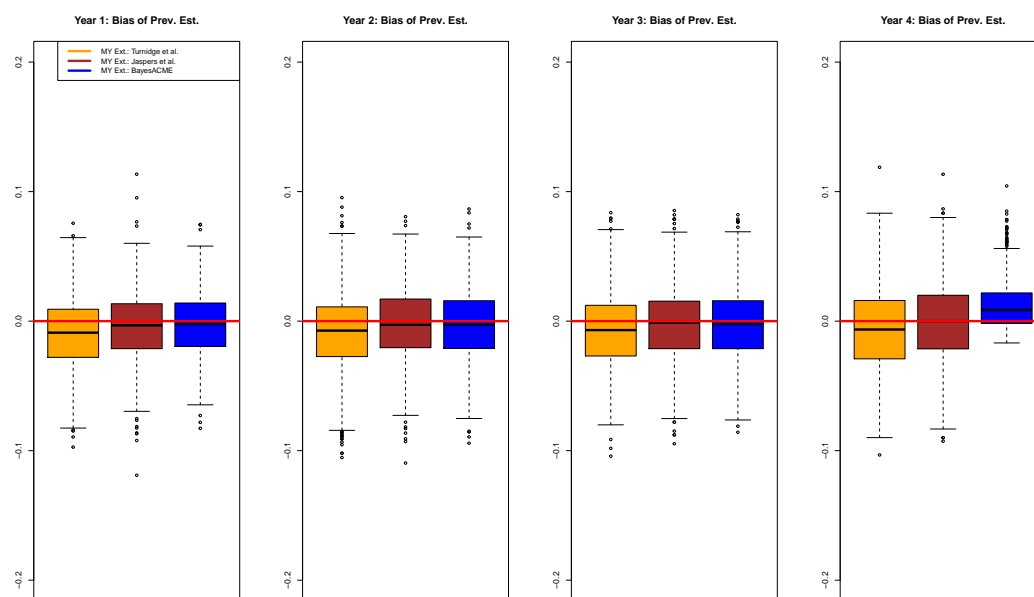 Year 1: Bias of Prev. Est.
Year 2: Bias of Prev. Est.
Year 3: Bias of Prev. Est.
Year 4: Bias of Prev. Est.
MY Ext.: Turnidge et al.
MY Ext.: Jaspers et al.
MY Ext.: BayesACME
0.2
0.1
0.0
-0.1
-0.2
0.2
0.1
0.0
-0.1
-0.2
0.2
0.1
0.0
-0.1
-0.2
0.2
0.1
0.0
-0.1
-0.2